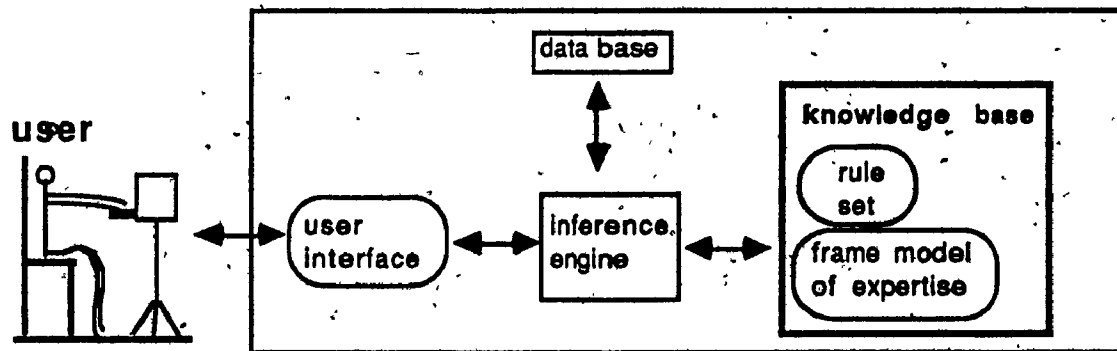 user
data base
user
interface
inference
engine
knowledge base
rule
set
frame model
of expertise